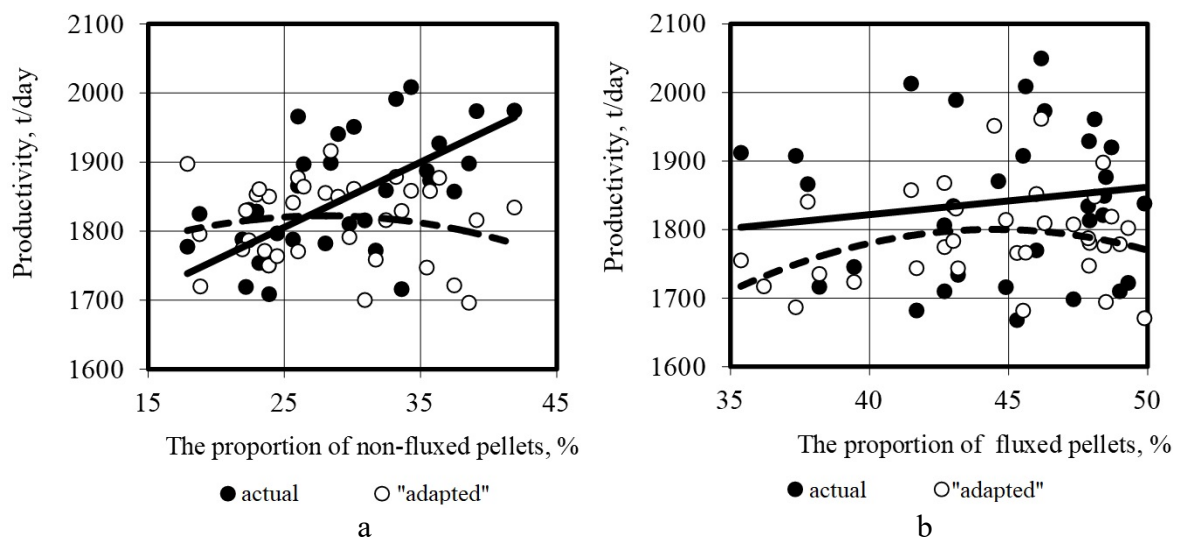 Productivity, t/day
2100
2000
1900
1800
1700
1600
15
25
35
45
The proportion of non-fluxed pellets, %
actual
"adapted"
a
Productivity, t/day
2100
2000
1900
1800
1700
1600
35
40
45
50
The proportion of fluxed pellets, %
actual
"adapted"
b